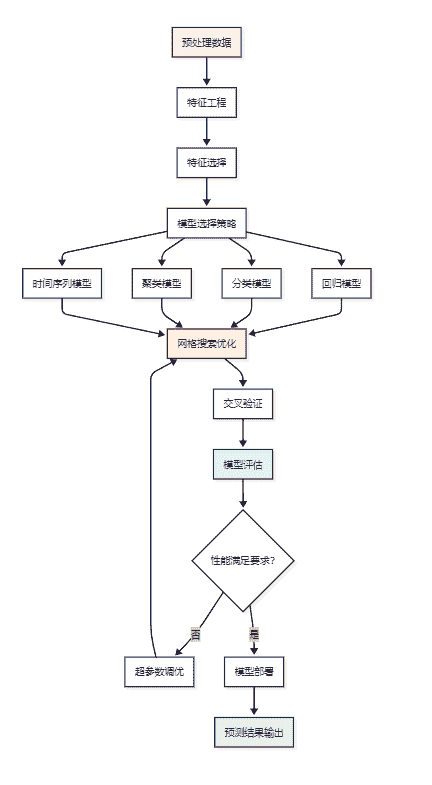 预处理数据
特征工程
特征选择
模型选择策略
时间序列模型
聚类模型
分类模型
回归模型
网格搜索优化
交叉验证
模型评估
性能满足要求?
否
是
超参数调优
模型部署
预测结果输出